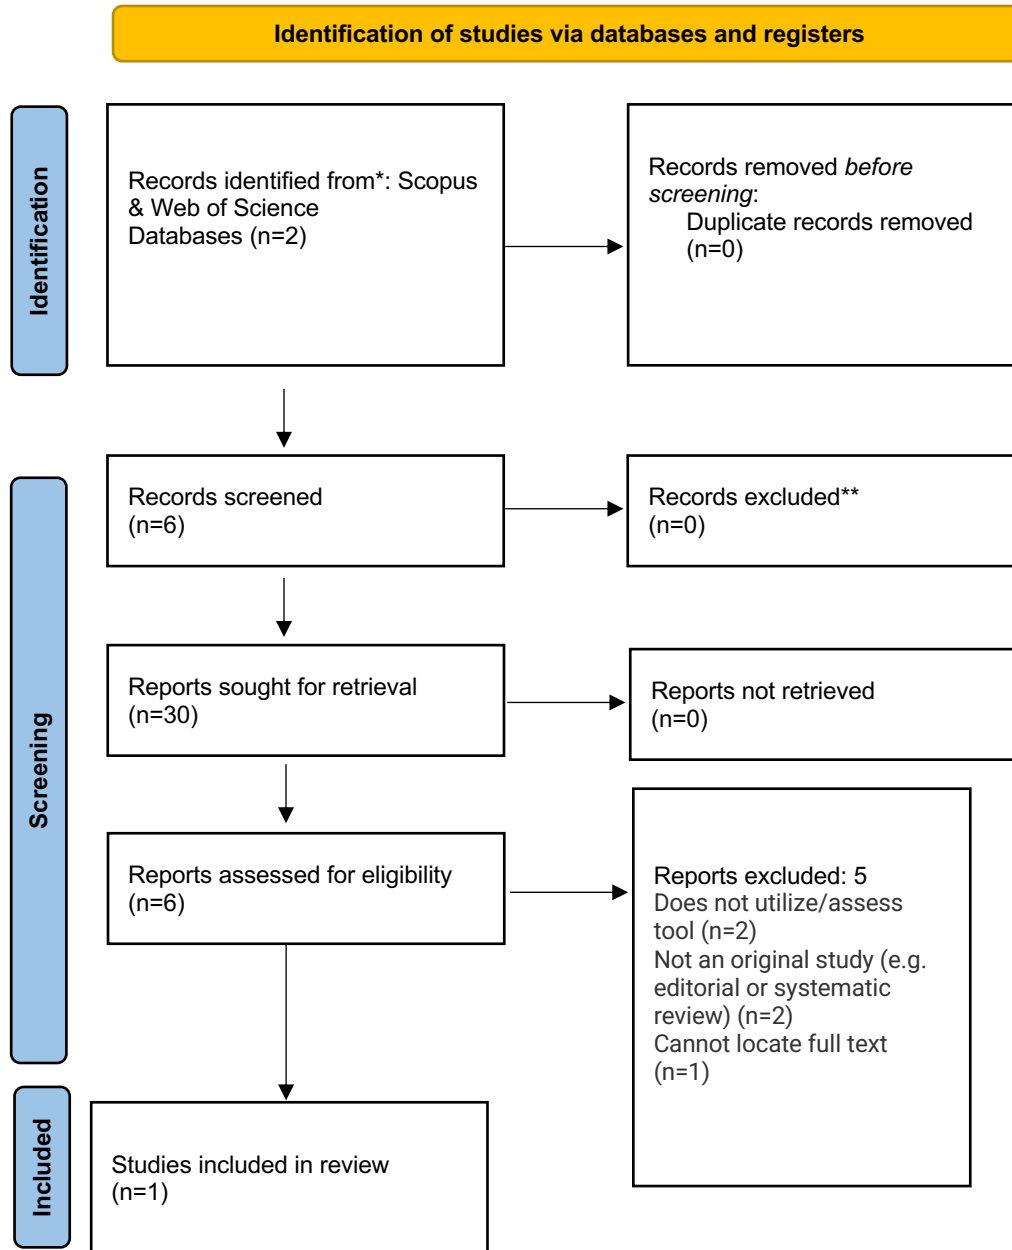 Identification of studies via databases and registers
Identification
Records identified from*: Scopus
& Web of Science
Databases (n=2)
Records removed before
screening:
Duplicate records removed
(n=0)
Screening
Records screened
(n=6)
Records excluded**
(n=0)
Reports sought for retrieval
(n=30)
Reports not retrieved
(n=0)
Reports assessed for eligibility
(n=6)
Reports excluded: 5
Does not utilize/assess
tool (n=2)
Not an original study (e.g.
editorial or systematic
review) (n=2)
Cannot locate full text
(n=1)
Included
Studies included in review
(n=1)